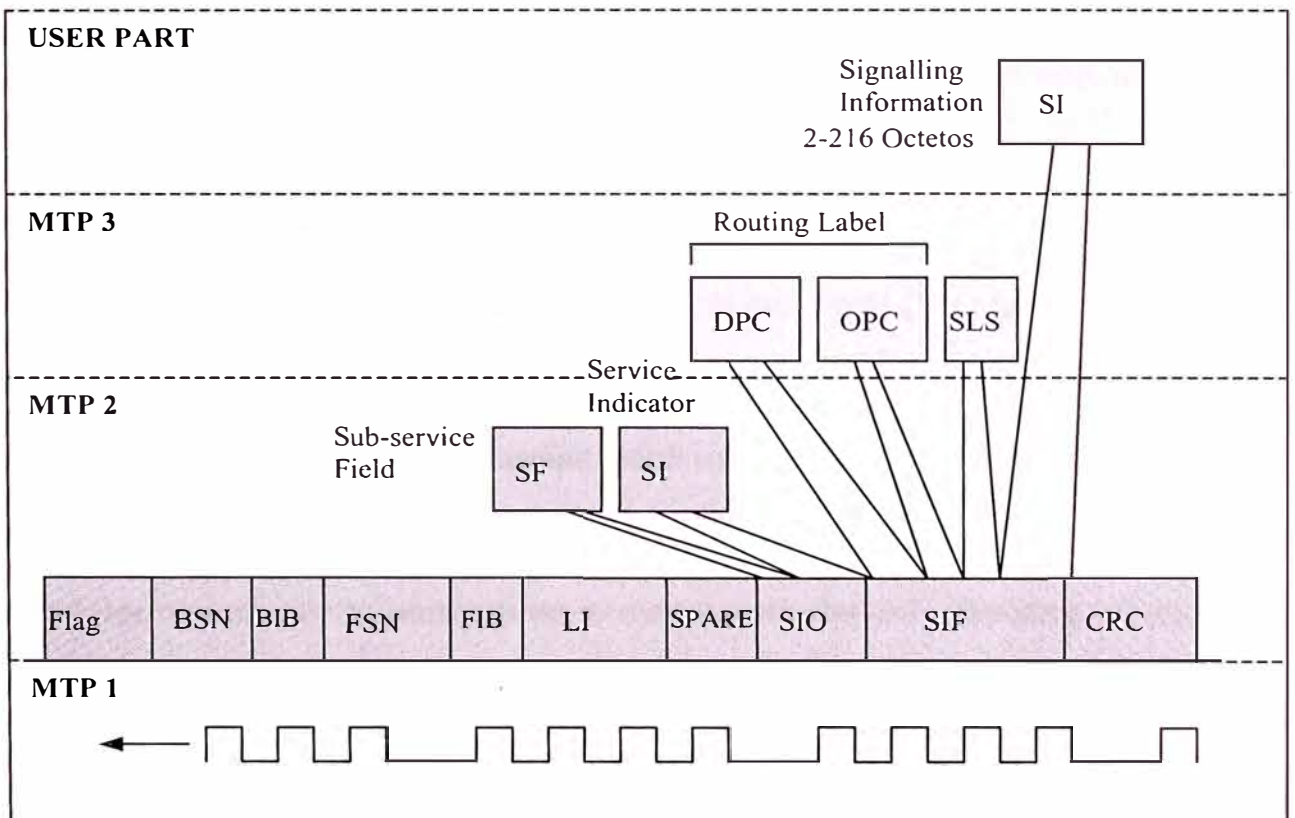 USER PART
Signalling
Information
2-216 Octetos
SI
MTP 3
Routing Label
DPC
OPC
SLS
MTP 2
Service
Indicator
Sub-service
Field
SF
SI
Flag
BSN
BIB
FSN
FIB
LI
SPARE
SIO
SIF
CRC
MTP 1